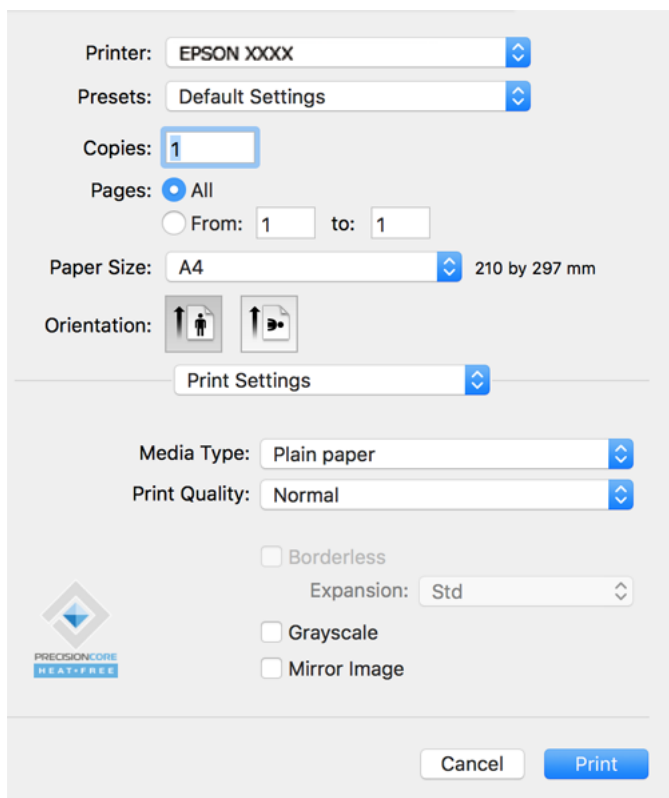 Printer: EPSON XXXX
Presets: Default Settings
Copies: 1
Pages: All
From: 1 to: 1
Paper Size: A4 210 by 297 mm
Orientation:
Print Settings
Media Type: Plain paper
Print Quality: Normal
Borderless
Expansion: Std
Grayscale
PRECISIONCORE
HEAT•FREE
Mirror Image
Cancel Print